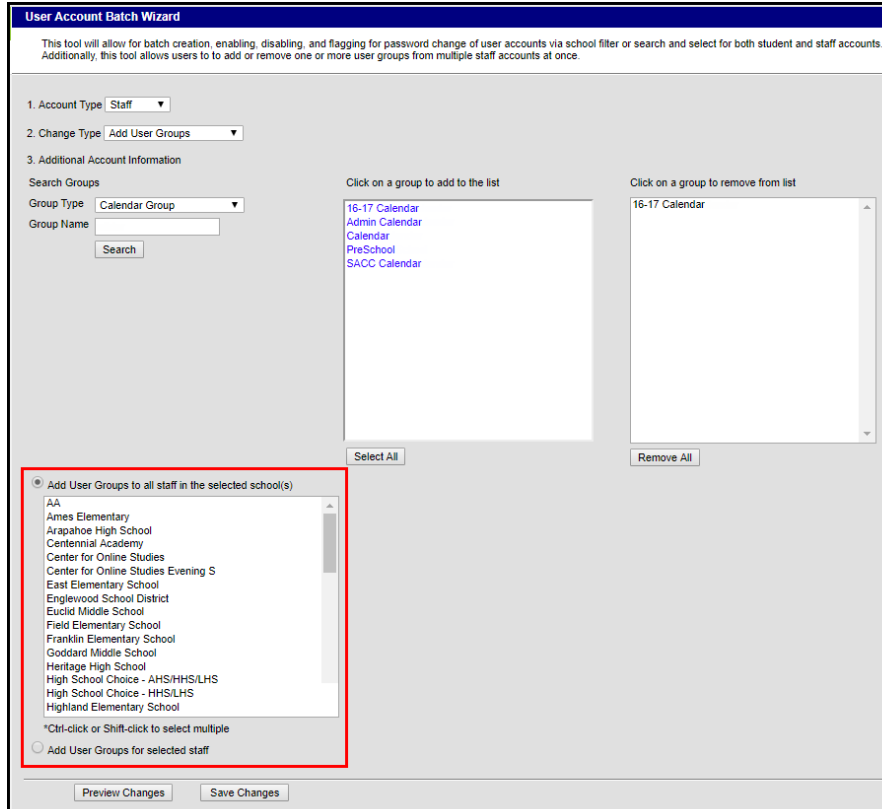 User Account Batch Wizard
This tool will allow for batch creation, enabling, disabling, and flagging for password change of user accounts via school filter or search and select for both student and staff accounts.
Additionally, this tool allows users to to add or remove one or more user groups from multiple staff accounts at once.
1. Account Type Staff
2. Change Type Add User Groups
3. Additional Account Information
Search Groups
Group Type Calendar Group
Group Name
Search
Click on a group to add to the list
16-17 Calendar
Admin Calendar
Calendar
PreSchool
SACC Calendar
Select All
Click on a group to remove from list
16-17 Calendar
Remove All
Add User Groups to all staff in the selected school(s)
AA
Ames Elementary
Arapahoe High School
Centennial Academy
Center for Online Studies
Center for Online Studies Evening S
East Elementary School
Englewood School District
Euclid Middle School
Field Elementary School
Franklin Elementary School
Goddard Middle School
Heritage High School
High School Choice - AHS/HHS/LHS
High School Choice - HHS/LHS
Highland Elementary School
*Ctrl-click or Shift-click to select multiple
Add User Groups for selected staff
Preview Changes Save Changes